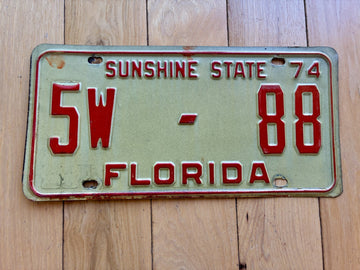 SUNSHINE STATE 74
5W - 88
FLORIDA